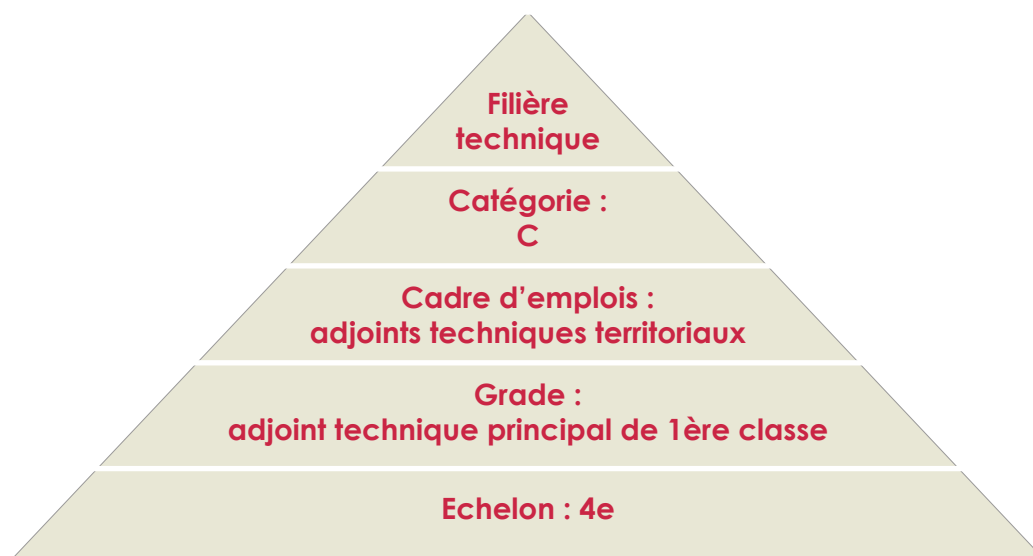 Filière
technique
Catégorie :
C
Cadre d’emplois :
adjoints techniques territoriaux
Grade :
adjoint technique principal de 1ère classe
Echelon : 4e